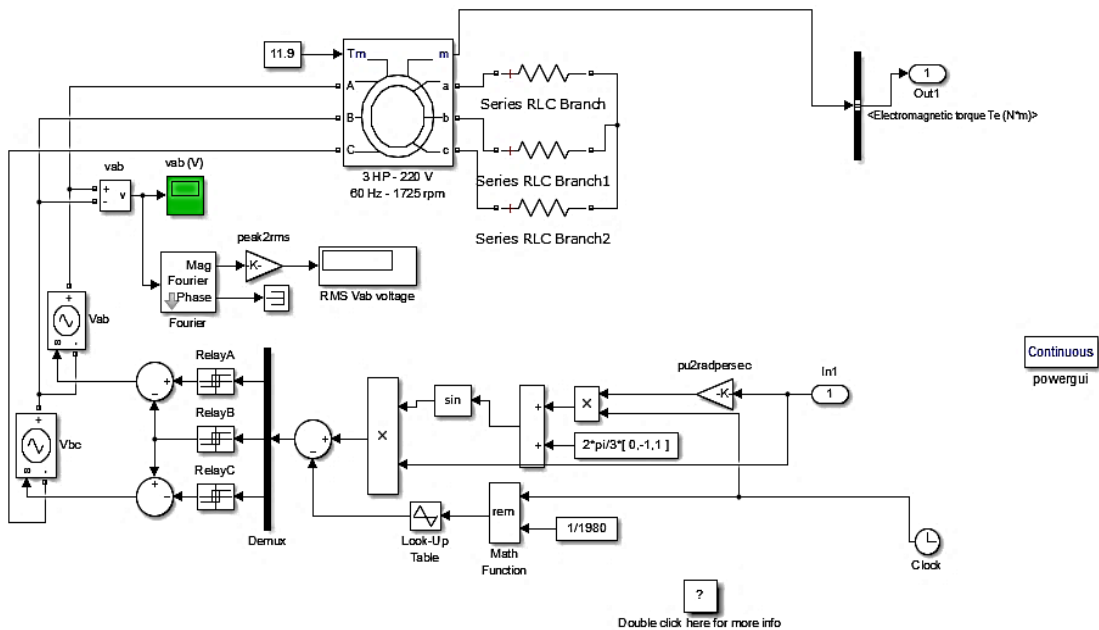 11.9
Tm
m
A
a
B
b
C
c
3 HP - 220 V
60 Hz - 1725 rpm
Series RLC Branch
Series RLC Branch1
Series RLC Branch2
1
Out1
<Electromagnetic torque Te (N*m)>
vab
+
-
v
vab (V)
peak2rms
-K-
Mag
Fourier
Phase
Fourier
RMS Vab voltage
+
Vab
-
+
Vbc
-
RelayA
RelayB
RelayC
+
-
+
-
Demux
+
-
×
sin
+
+
×
pu2radpersec
-K-
In1
1
2*pi/3*[ 0,-1,1 ]
rem
Math
Function
1/1980
Look-Up
Table
Clock
Continuous
powergui
?
Double click here for more info